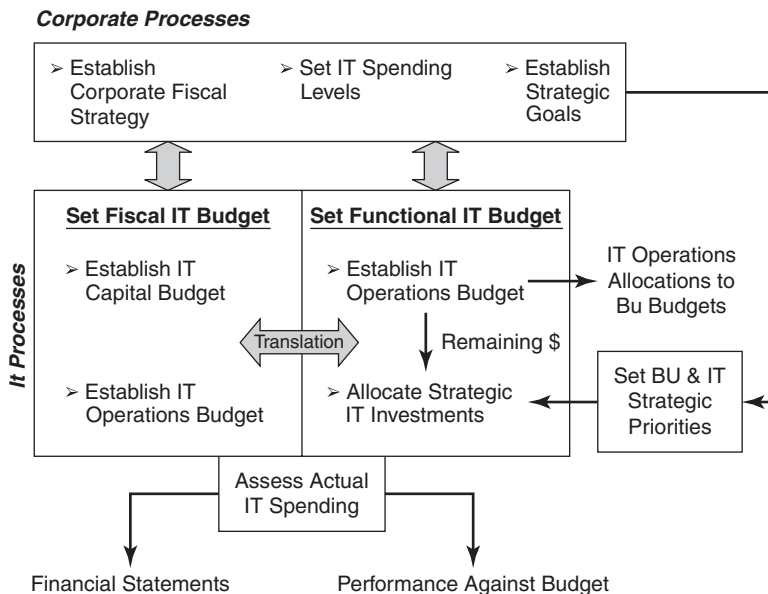 Corporate Processes
➢ Establish
Corporate Fiscal
Strategy
➢ Set IT Spending
Levels
➢ Establish
Strategic
Goals
It Processes
Set Fiscal IT Budget
➢ Establish IT
Capital Budget
➢ Establish IT
Operations Budget
Translation
Set Functional IT Budget
➢ Establish IT
Operations Budget
Remaining $
➢ Allocate Strategic
IT Investments
IT Operations
Allocations to
Bu Budgets
Set BU & IT
Strategic
Priorities
Assess Actual
IT Spending
Financial Statements
Performance Against Budget